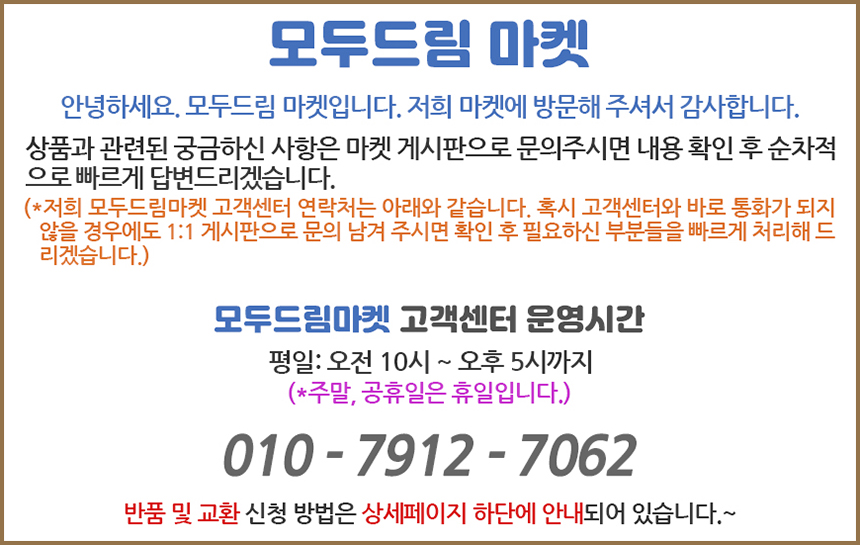 모두드림 마켓
안녕하세요. 모두드림 마켓입니다. 저희 마켓에 방문해 주셔서 감사합니다.
상품과 관련된 궁금하신 사항은 마켓 게시판으로 문의주시면 내용 확인 후 순차적
으로 빠르게 답변드리겠습니다.
(*저희 모두드림마켓 고객센터 연락처는 아래와 같습니다. 혹시 고객센터와 바로 통화가 되지
않을 경우에도 1:1 게시판으로 문의 남겨 주시면 확인 후 필요하신 부분들을 빠르게 처리해 드
리겠습니다.)
모두드림마켓 고객센터 운영시간
평일: 오전 10시 ~ 오후 5시까지
(*주말, 공휴일은 휴일입니다.)
010 - 7912 - 7062
반품 및 교환 신청 방법은 상세페이지 하단에 안내되어 있습니다.~